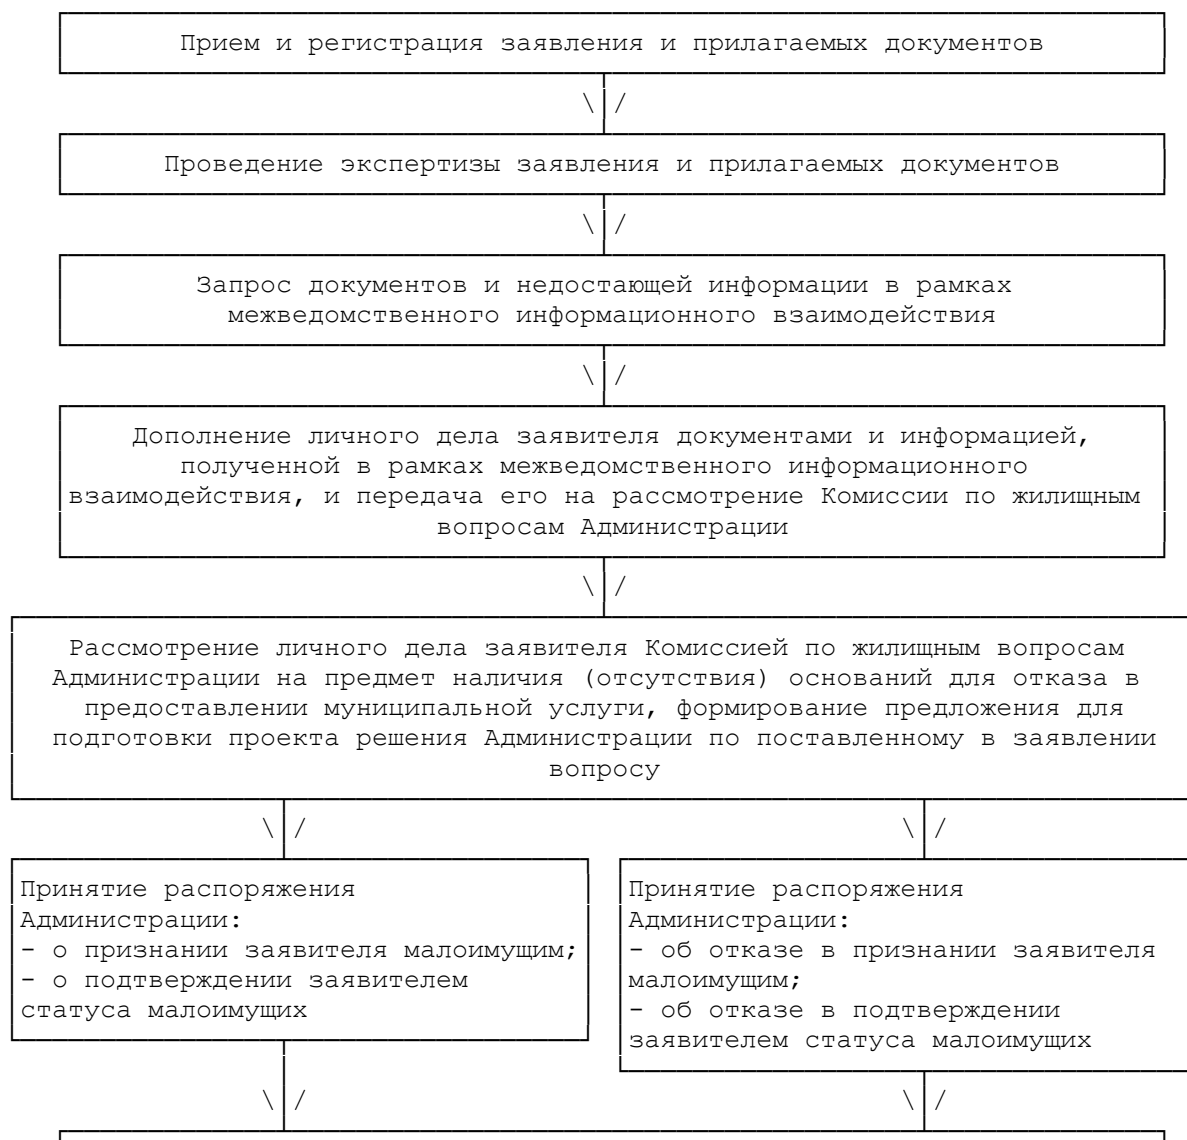 Прием и регистрация заявления и прилагаемых документов
Проведение экспертизы заявления и прилагаемых документов
Запрос документов и недостающей информации в рамках
межведомственного информационного взаимодействия
Дополнение личного дела заявителя документами и информацией,
полученной в рамках межведомственного информационного
взаимодействия, и передача его на рассмотрение Комиссии по жилищным
вопросам Администрации
Рассмотрение личного дела заявителя Комиссией по жилищным вопросам
Администрации на предмет наличия (отсутствия) оснований для отказа в
предоставлении муниципальной услуги, формирование предложения для
подготовки проекта решения Администрации по поставленному в заявлении
вопросу
Принятие распоряжения
Администрации:
- о признании заявителя малоимущим;
- о подтверждении заявителем
статуса малоимущих
Принятие распоряжения
Администрации:
- об отказе в признании заявителя
малоимущим;
- об отказе в подтверждении
заявителем статуса малоимущих